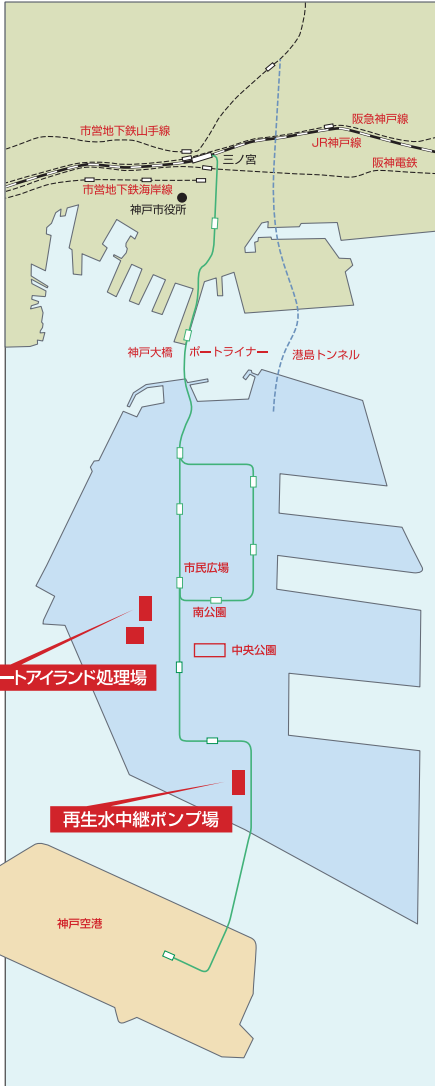 市営地下鉄山手線
阪急神戸線
JR神戸線
三ノ宮
阪神電鉄
市営地下鉄海岸線
神戸市役所
神戸大橋
ポートライナー
港島トンネル
市民広場
南公園
中央公園
ートアイランド処理場
再生水中継ポンプ場
神戸空港